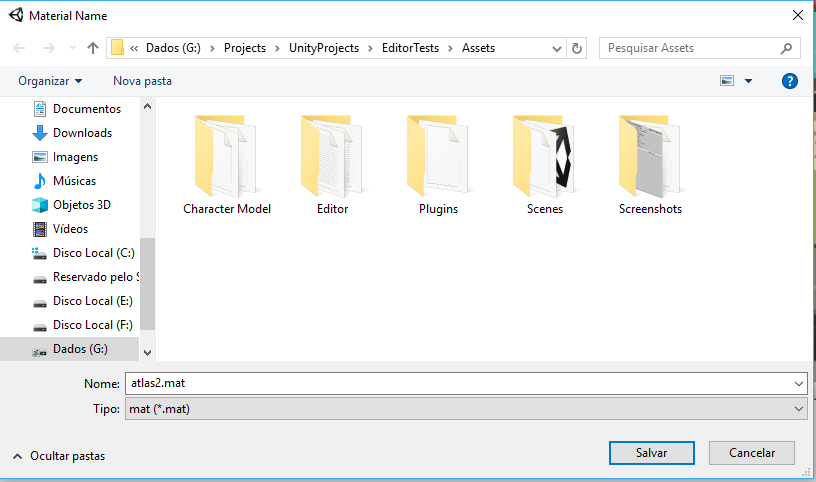 Material Name
« Dados (G:) > Projects > UnityProjects > EditorTests > Assets
Pesquisar Assets
Organizar
Nova pasta
?
Documentos
Downloads
Imagens
Músicas
Objetos 3D
Vídeos
Disco Local (C:)
Reservado pelo S
Disco Local (E:)
Disco Local (F:)
Dados (G:)
Character Model
Editor
Plugins
Scenes
Screenshots
Nome: atlas2.mat
Tipo: mat (*.mat)
Ocultar pastas
Salvar
Cancelar